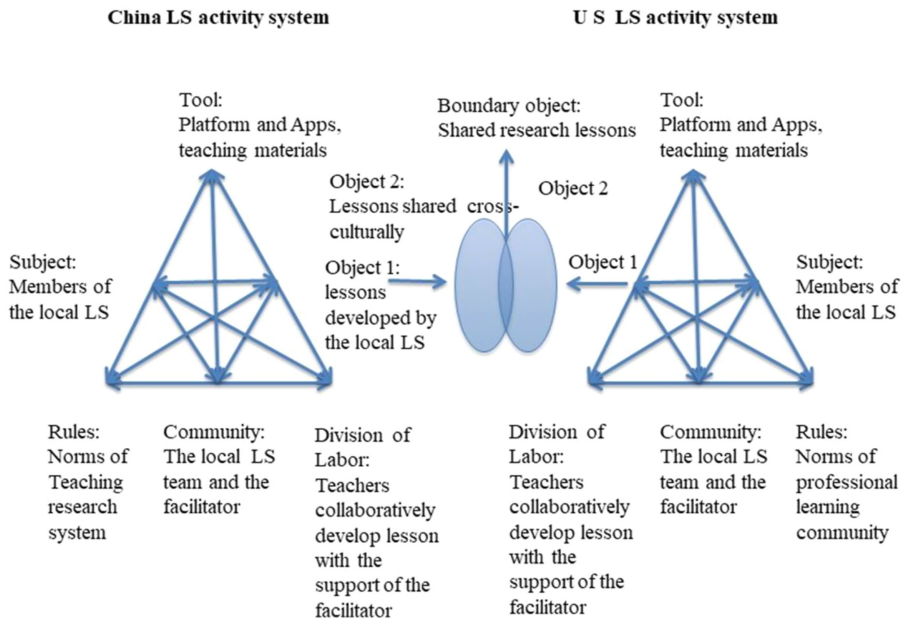 China LS activity system
U S LS activity system
Tool:
Platform and Apps,
teaching materials
Boundary object:
Shared research lessons
Tool:
Platform and Apps,
teaching materials
Object 2:
Lessons shared cross-
culturally
Object 2
Subject:
Members of
the local LS
Object 1:
lessons
developed by
the local LS
Object 1
Subject:
Members of
the local LS
Rules:
Norms of
Teaching
research
system
Community:
The local LS
team and the
facilitator
Division of
Labor:
Teachers
collaboratively
develop lesson
with the
support of the
facilitator
Division of
Labor:
Teachers
collaboratively
develop lesson
with the
support of the
facilitator
Community:
The local LS
team and the
facilitator
Rules:
Norms of
professional
learning
community